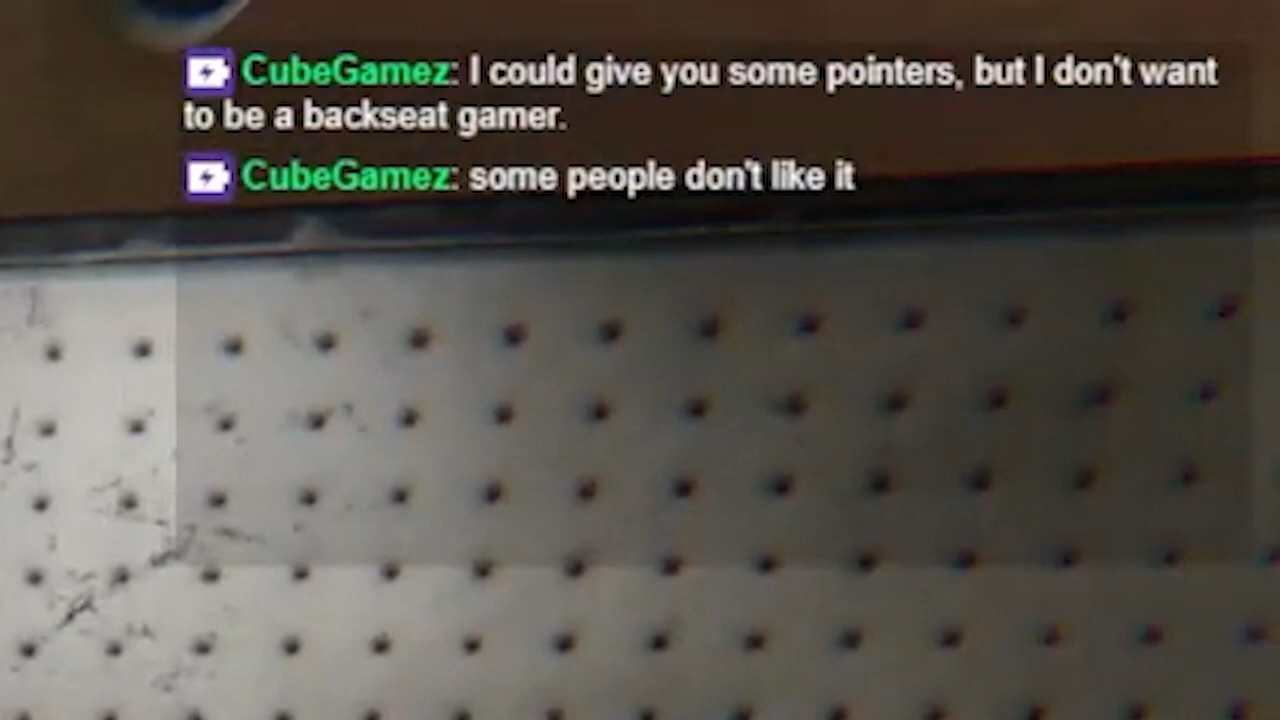 CubeGamez: I could give you some pointers, but I don't want
to be a backseat gamer.
CubeGamez: some people don't like it